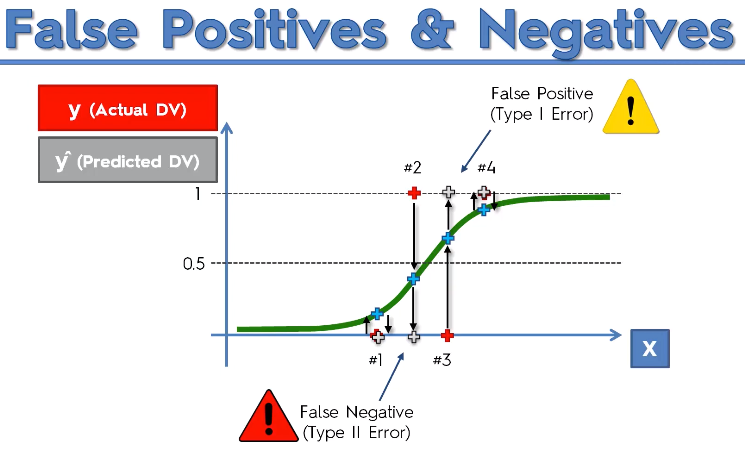 False Positives & Negatives
y (Actual DV)
ŷ (Predicted DV)
False Positive
(Type I Error)
!
#2
#4
1
0.5
#1
#3
X
!
False Negative
(Type II Error)